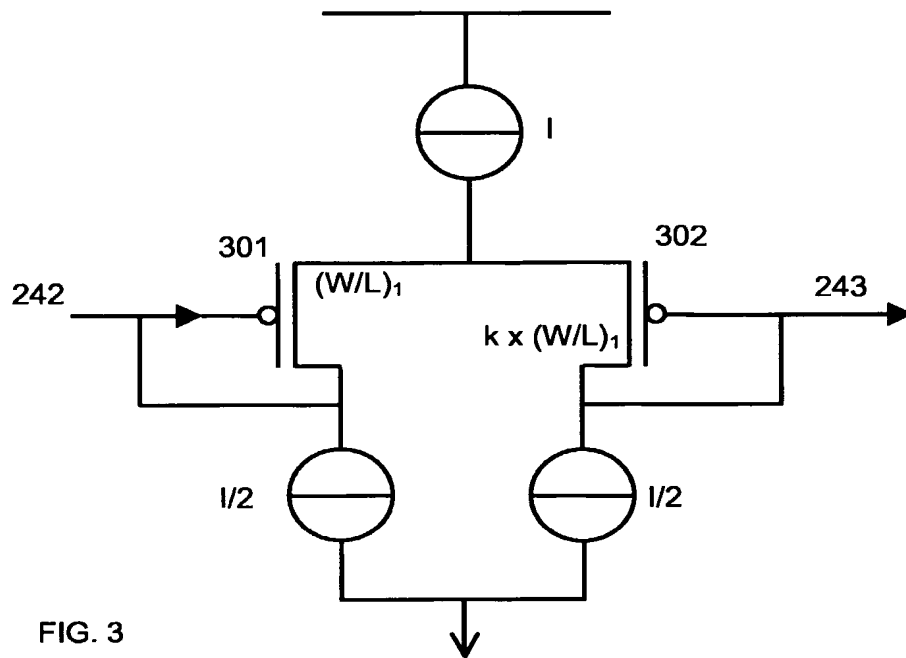 I
301
302
(W/L)₁
242
243
k x (W/L)₁
I/2
I/2
FIG. 3